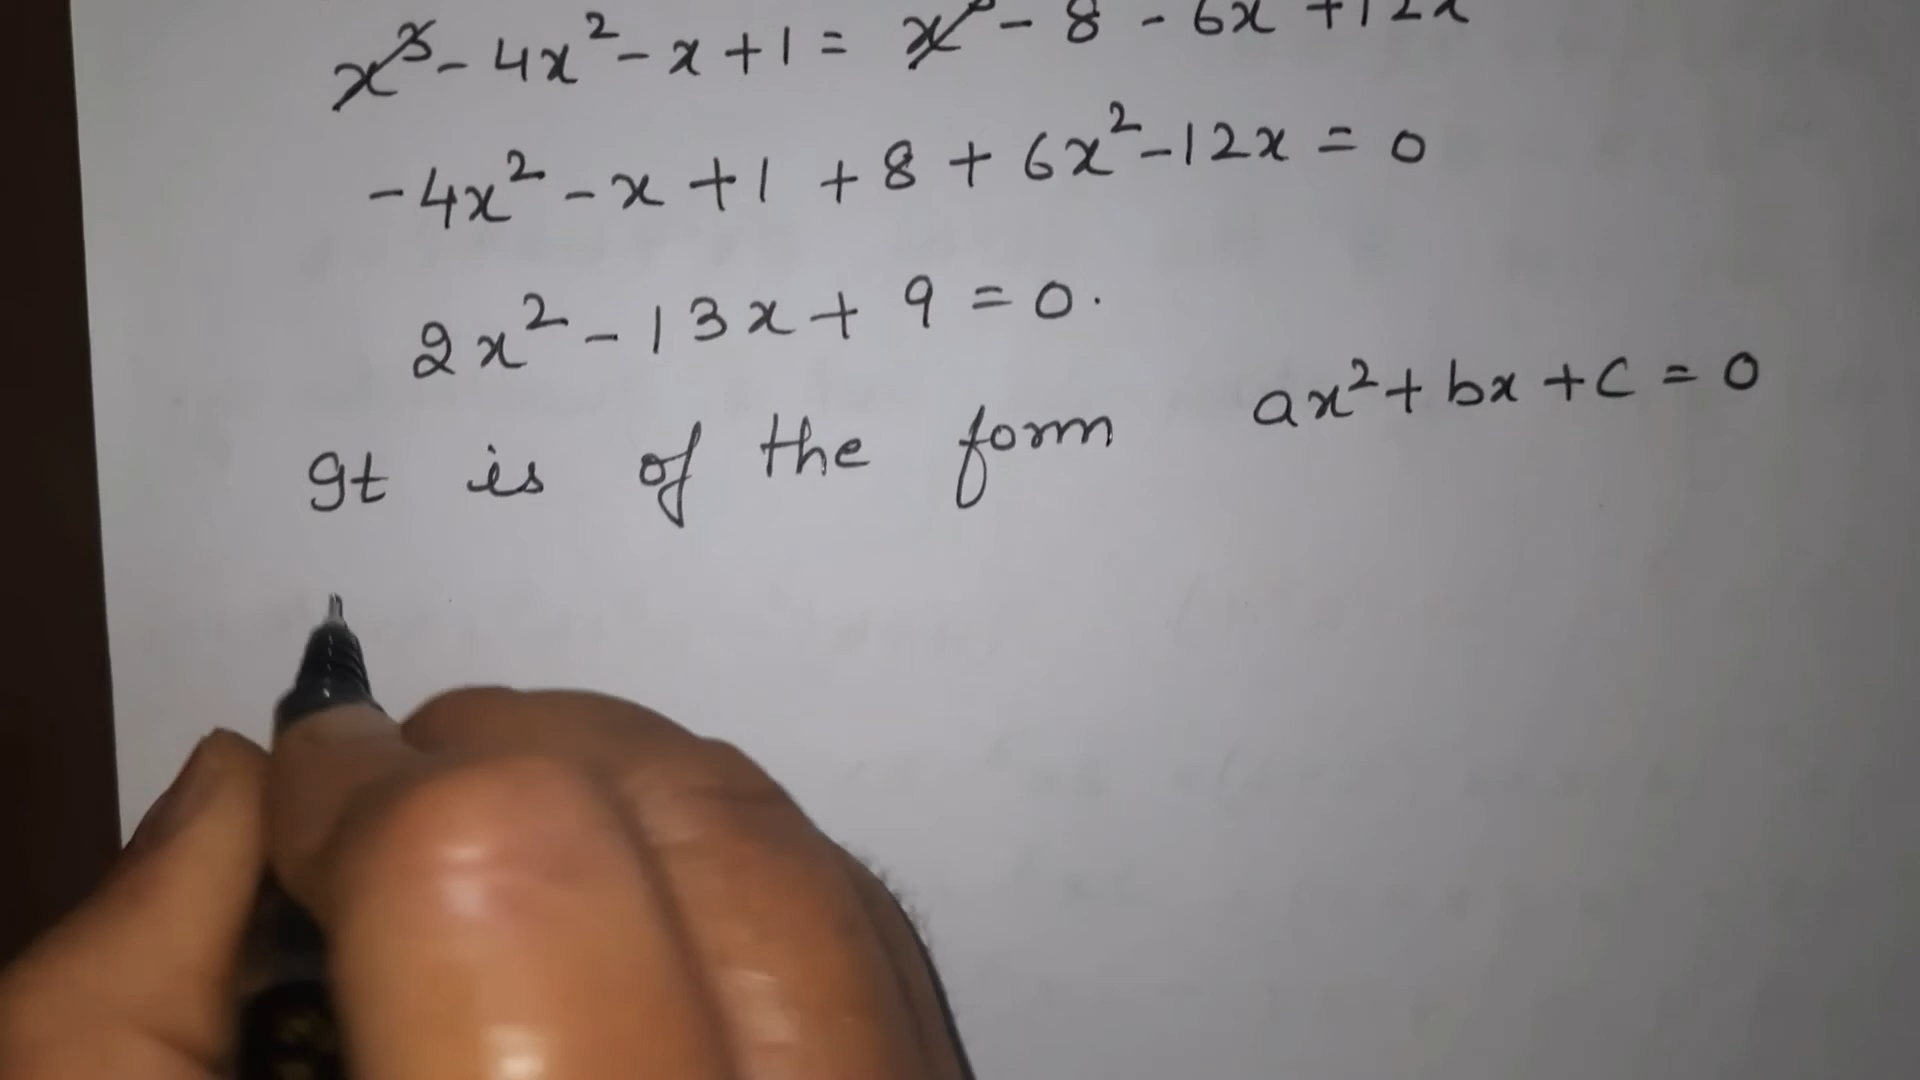 x³ - 4x² - x + 1 = x³ - 8 - 6x + 12x
-4x² - x + 1 + 8 + 6x² - 12x = 0
2x² - 13x + 9 = 0.
It is of the form ax² + bx + c = 0